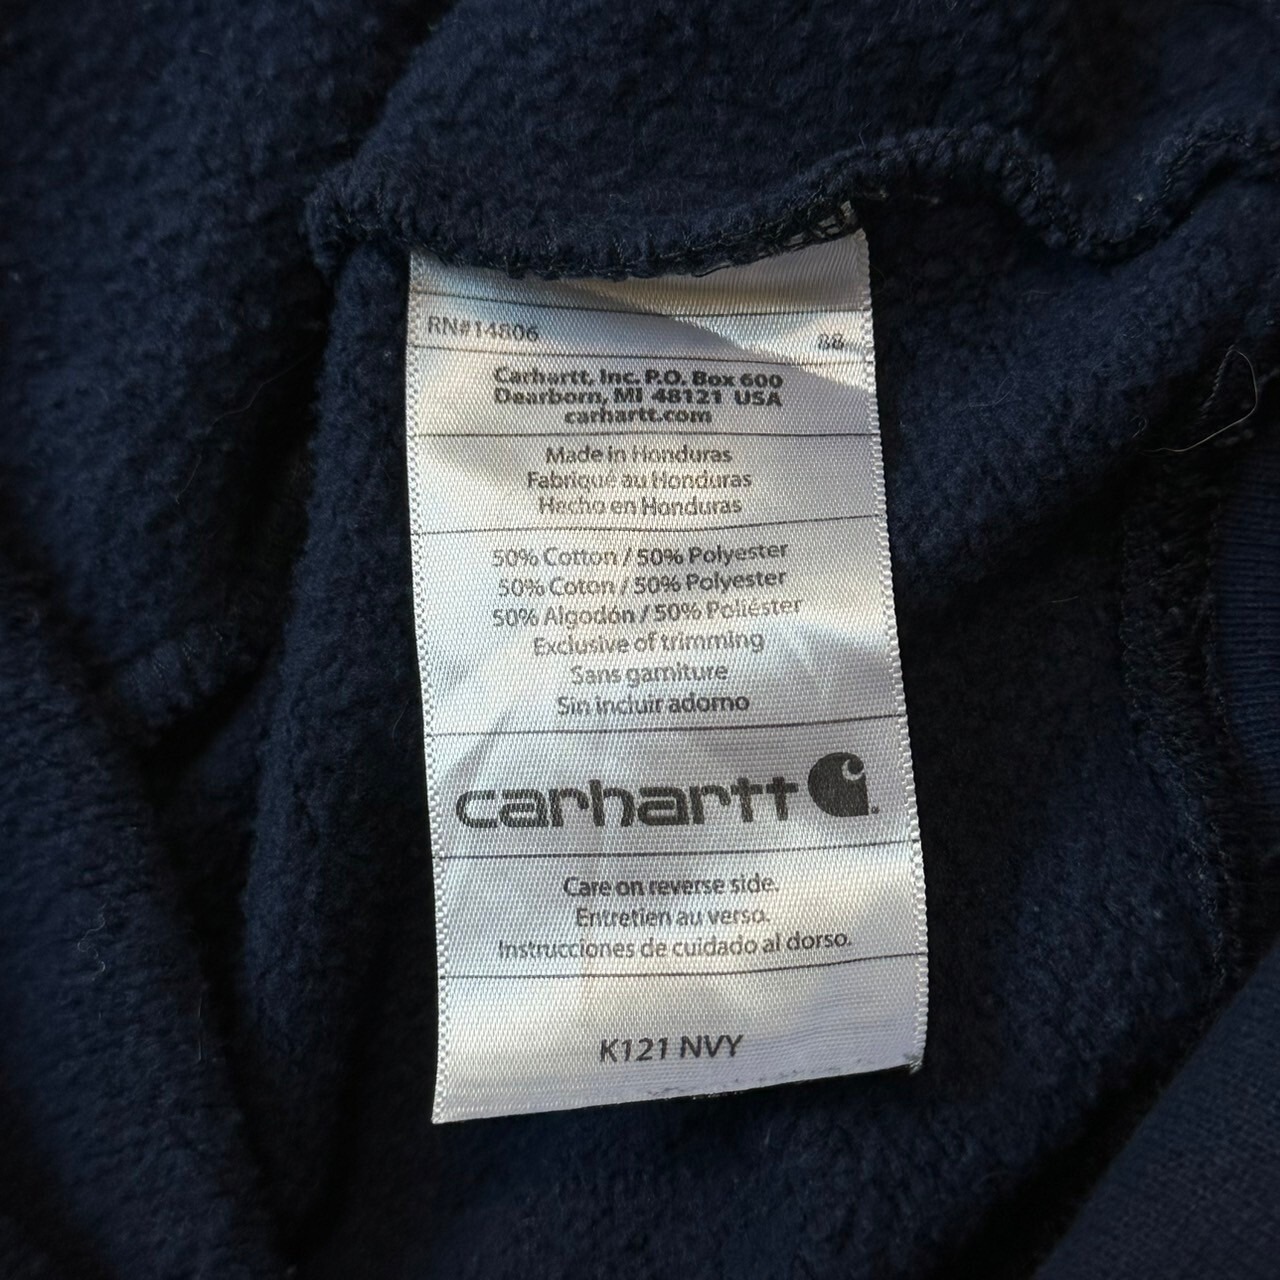 RN#14806 88
Carhartt, Inc. P.O. Box 600
Dearborn, MI 48121 USA
carhartt.com
Made in Honduras
Fabriqué au Honduras
Hecho en Honduras
50% Cotton / 50% Polyester
50% Coton / 50% Polyester
50% Algodón / 50% Poliéster
Exclusive of trimming
Sans garniture
Sin incluir adorno
carhartt
Care on reverse side.
Entretien au verso.
Instrucciones de cuidado al dorso.
K121 NVY